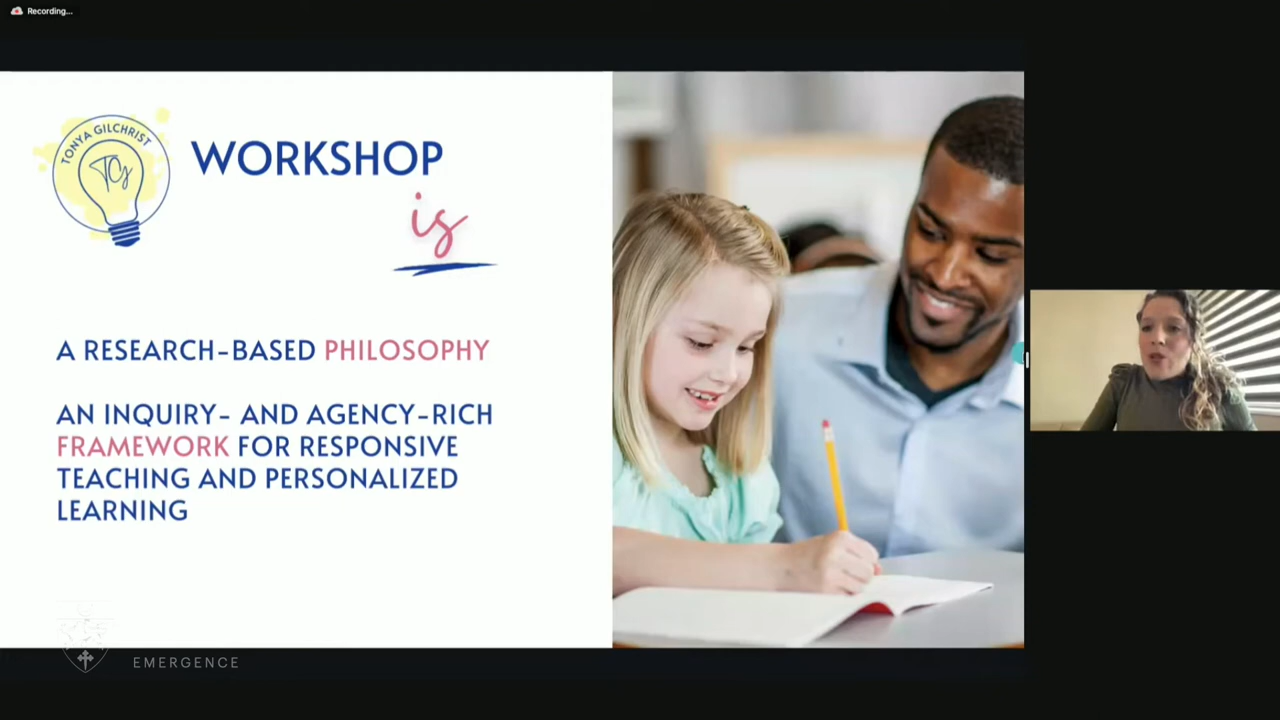 Recording...
TONYA GILCHRIST
TG
WORKSHOP
is
A RESEARCH-BASED PHILOSOPHY
AN INQUIRY- AND AGENCY-RICH
FRAMEWORK FOR RESPONSIVE
TEACHING AND PERSONALIZED
LEARNING
EMERGENCE